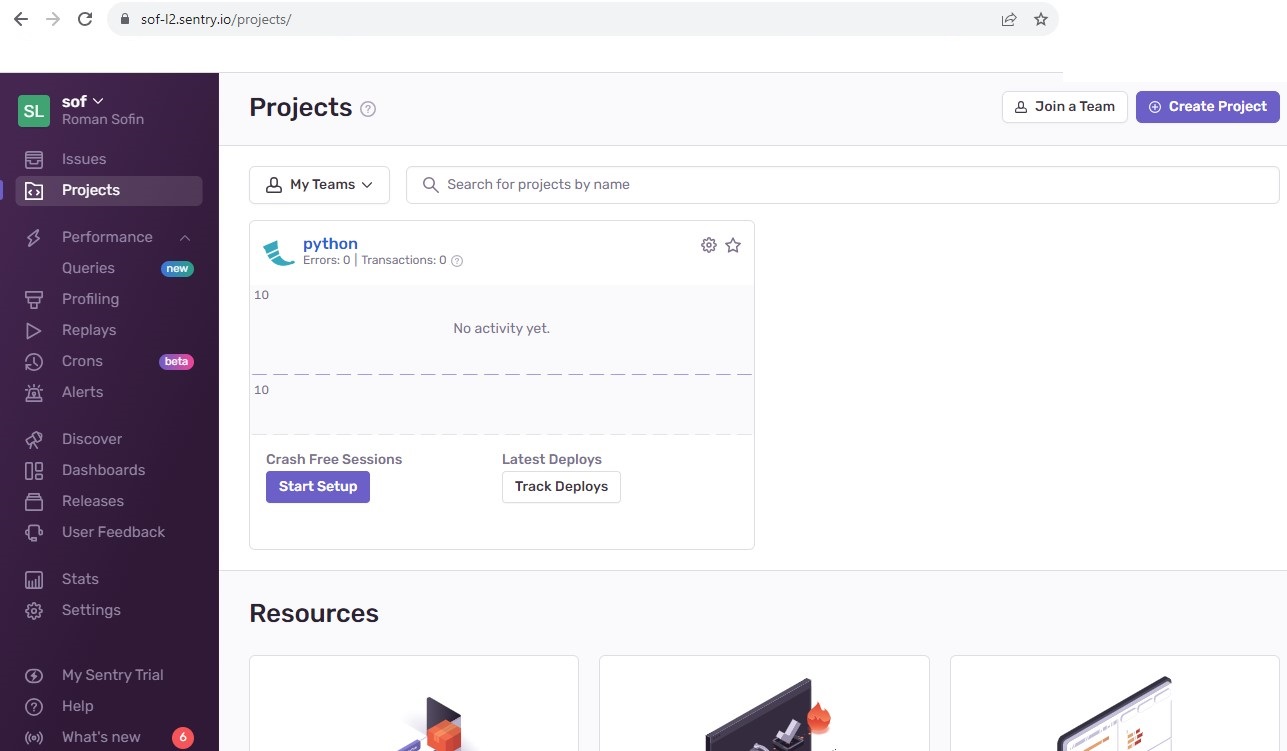 sof-l2.sentry.io/projects/
SL
sof
Roman Sofin
Issues
Projects
Performance
Queries new
Profiling
Replays
Crons beta
Alerts
Discover
Dashboards
Releases
User Feedback
Stats
Settings
My Sentry Trial
Help
What's new 6
Projects
Join a Team
Create Project
My Teams
Search for projects by name
python
Errors: 0 | Transactions: 0
10
No activity yet.
10
Crash Free Sessions
Start Setup
Latest Deploys
Track Deploys
Resources